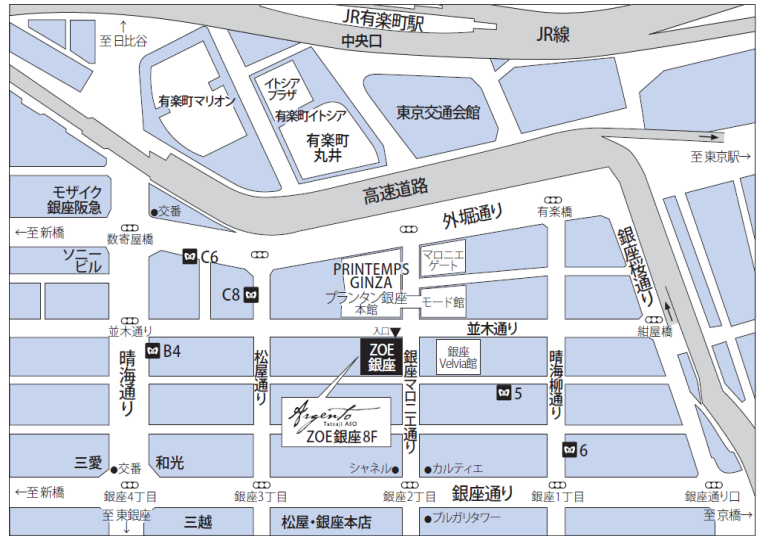 JR有楽町駅
中央口
JR線
↑
至日比谷
有楽町マリオン
イトシア
プラザ
有楽町イトシア
有楽町
丸井
東京交通会館
至東京駅→
高速道路
外堀通り
有楽橋
モザイク
銀座阪急
●交番
←至新橋
数寄屋橋
ソニー
ビル
C6
C8
PRINTEMPS
GINZA
プランタン銀座
本館
マロニエ
ゲート
モード館
銀座桜通り
紺屋橋
並木通り
入口▼
並木通り
B4
ZOE
銀座
銀座
Velvia館
晴海通り
松屋通り
銀座マロニエ通り
晴海柳通り
5
Argento
Tatsuji ASO
ZOE銀座8F
6
三愛
●交番
和光
シャネル●
●カルティエ
←至新橋
銀座4丁目
銀座3丁目
銀座2丁目
銀座通り
銀座1丁目
銀座通り口
至東銀座
↓
三越
松屋・銀座本店
●ブルガリタワー
至京橋→